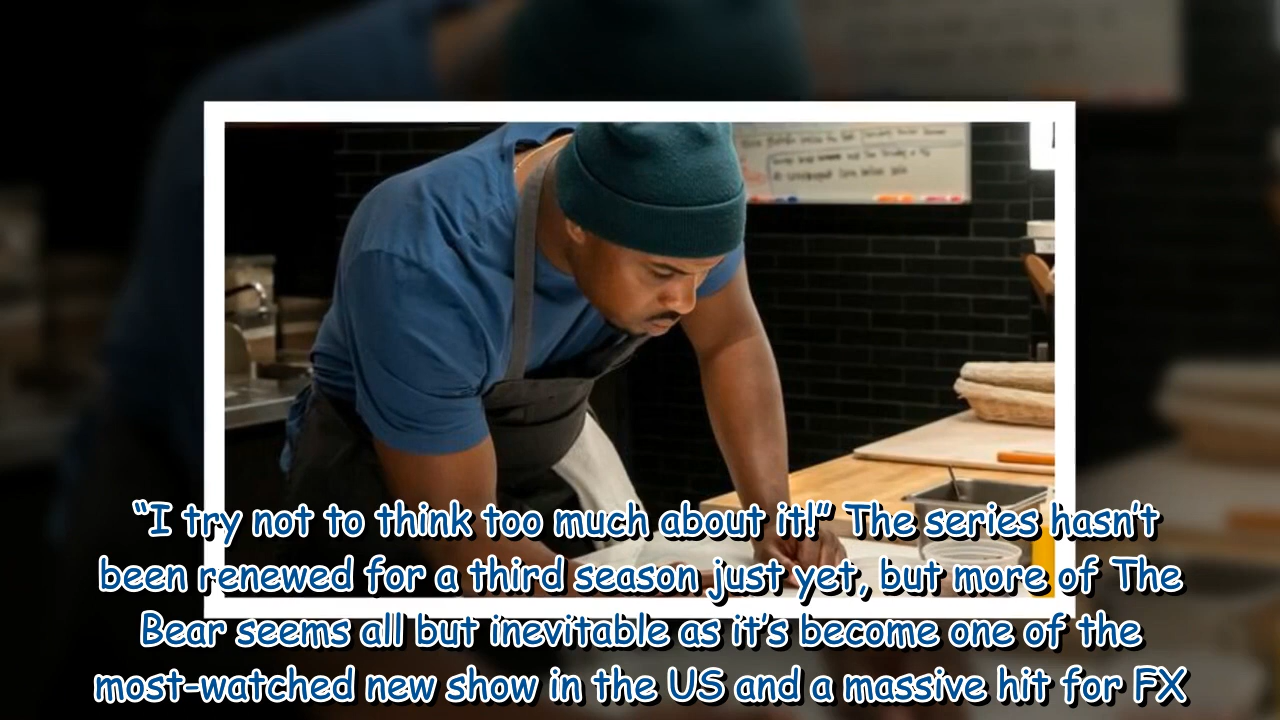 “I try not to think too much about it!” The series hasn’t
been renewed for a third season just yet, but more of The
Bear seems all but inevitable as it’s become one of the
most-watched new show in the US and a massive hit for FX